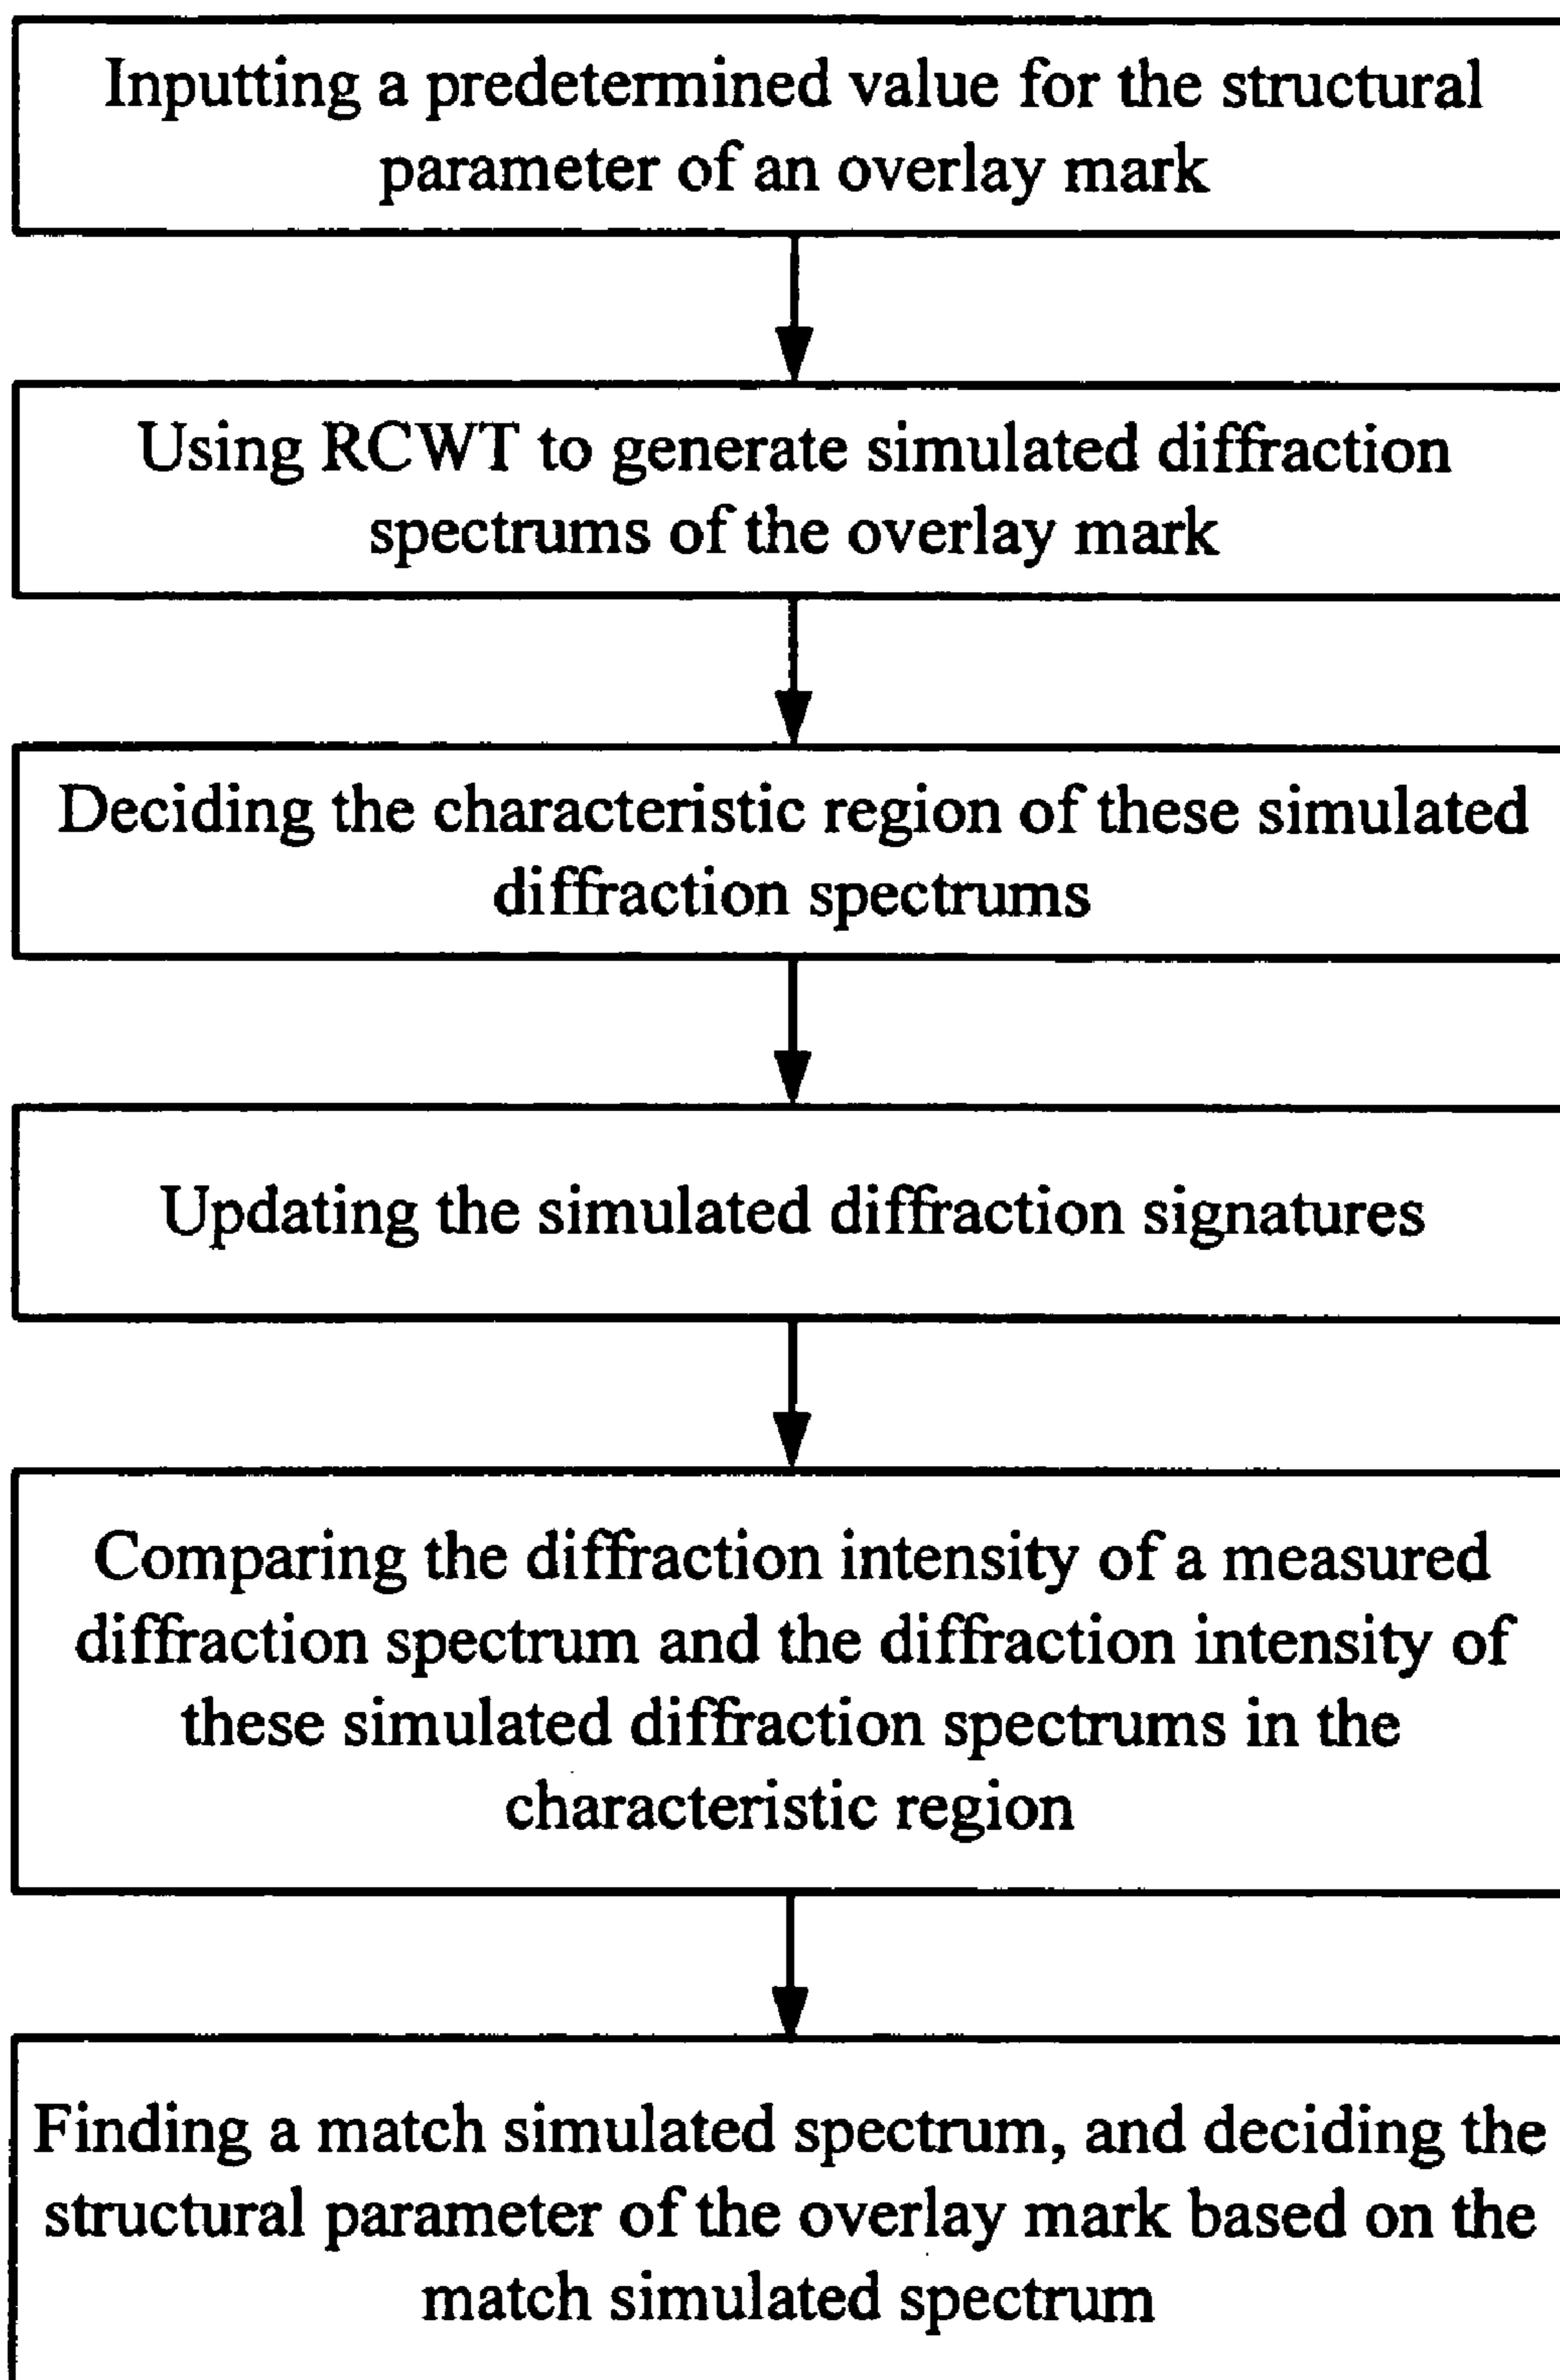 Inputting a predetermined value for the structural
parameter of an overlay mark
Using RCWT to generate simulated diffraction
spectrums of the overlay mark
Deciding the characteristic region of these simulated
diffraction spectrums
Updating the simulated diffraction signatures
Comparing the diffraction intensity of a measured
diffraction spectrum and the diffraction intensity of
these simulated diffraction spectrums in the
characteristic region
Finding a match simulated spectrum, and deciding the
structural parameter of the overlay mark based on the
match simulated spectrum